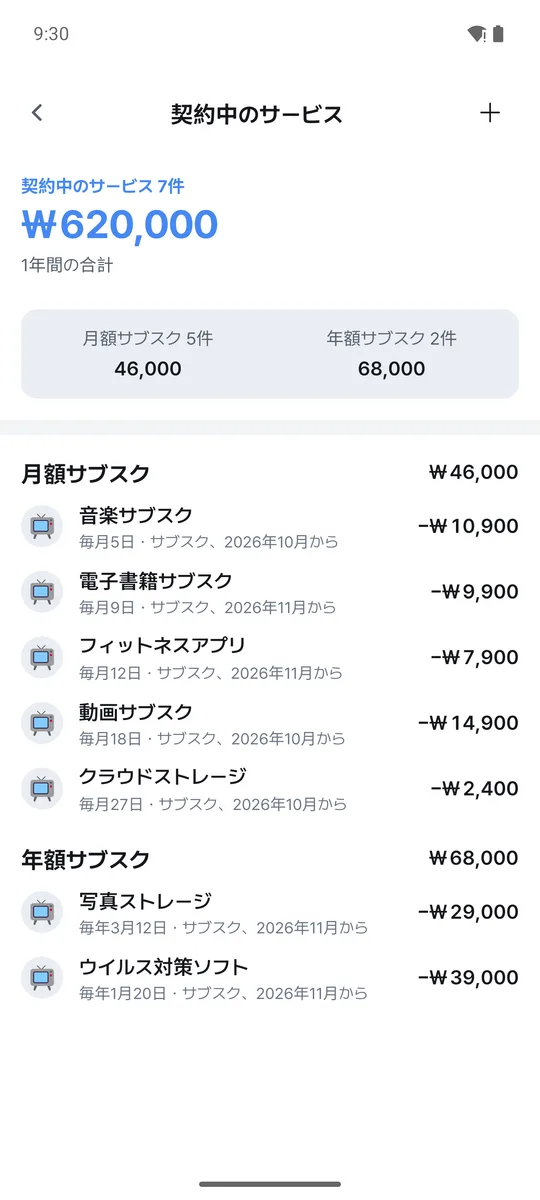 9:30
契約中のサービス
契約中のサービス 7件
₩620,000
1年間の合計
月額サブスク 5件
年額サブスク 2件
46,000
68,000
月額サブスク
₩46,000
音楽サブスク
−₩10,900
毎月5日・サブスク、2026年10月から
電子書籍サブスク
−₩9,900
毎月9日・サブスク、2026年11月から
フィットネスアプリ
−₩7,900
毎月12日・サブスク、2026年11月から
動画サブスク
−₩14,900
毎月18日・サブスク、2026年10月から
クラウドストレージ
−₩2,400
毎月27日・サブスク、2026年10月から
年額サブスク
₩68,000
写真ストレージ
−₩29,000
毎年3月12日・サブスク、2026年11月から
ウイルス対策ソフト
−₩39,000
毎年1月20日・サブスク、2026年11月から